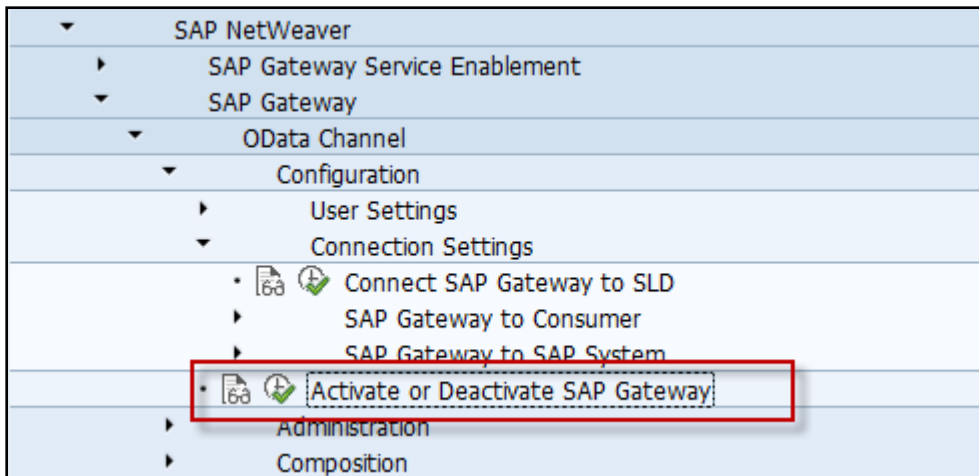 SAP NetWeaver
SAP Gateway Service Enablement
SAP Gateway
OData Channel
Configuration
User Settings
Connection Settings
Connect SAP Gateway to SLD
SAP Gateway to Consumer
SAP Gateway to SAP System
Activate or Deactivate SAP Gateway
Administration
Composition